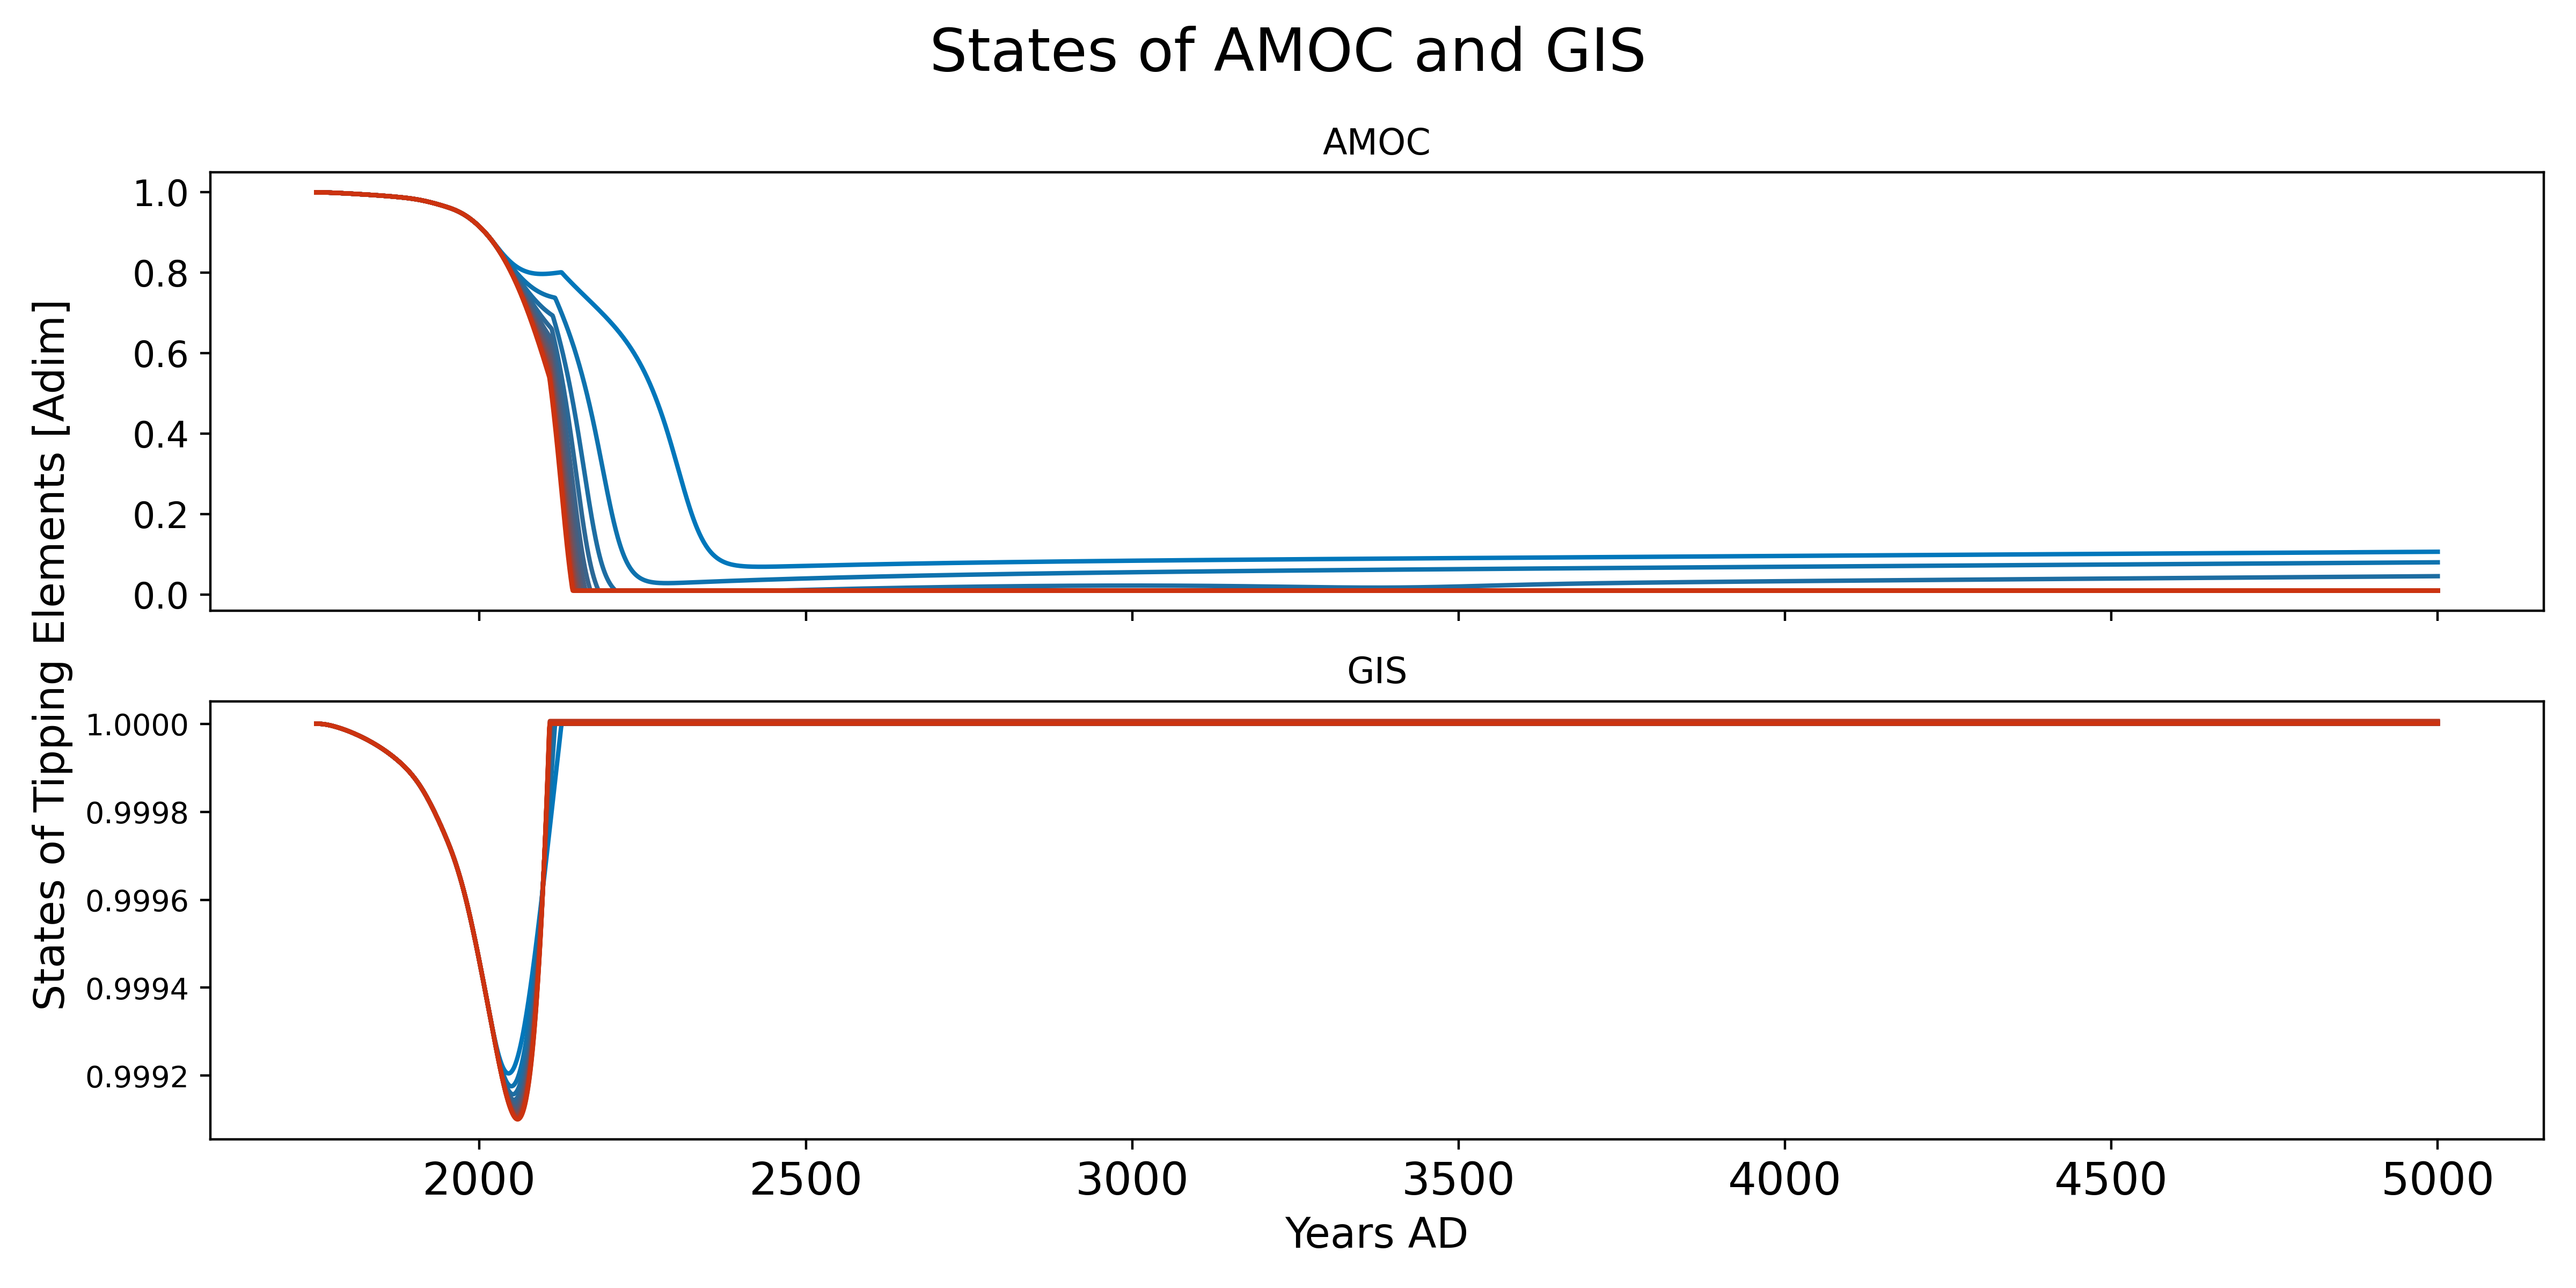 States of AMOC and GIS
AMOC
1.0
0.8
0.6
0.4
0.2
0.0
States of Tipping Elements [Adim]
GIS
1.0000
0.9998
0.9996
0.9994
0.9992
2000 2500 3000 3500 4000 4500 5000
Years AD